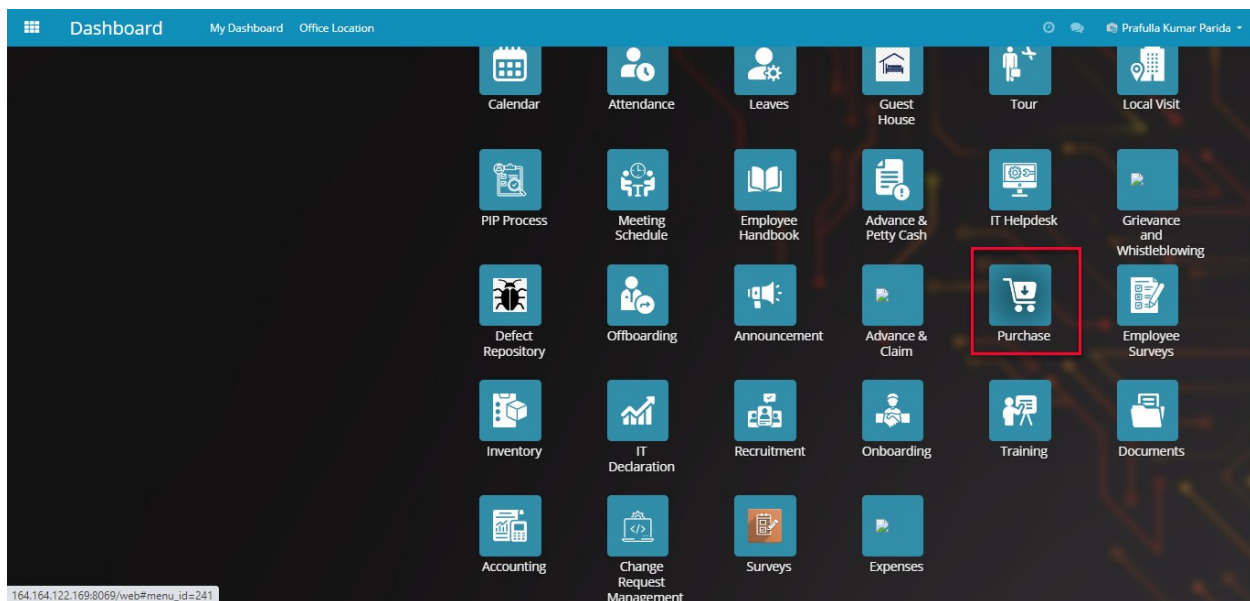 Dashboard My Dashboard Office Location Prafulla Kumar Parida
Calendar Attendance Leaves Guest Tour Local Visit
House
PIP Process Meeting Employee Advance & IT Helpdesk Grievance
Schedule Handbook Petty Cash and
Whistleblowing
Defect Offboarding Announcement Advance & Purchase Employee
Repository Claim Surveys
Inventory IT Recruitment Onboarding Training Documents
Declaration
Accounting Change Surveys Expenses
Request
Management
164.164.122.169:8069/web#menu_id=241